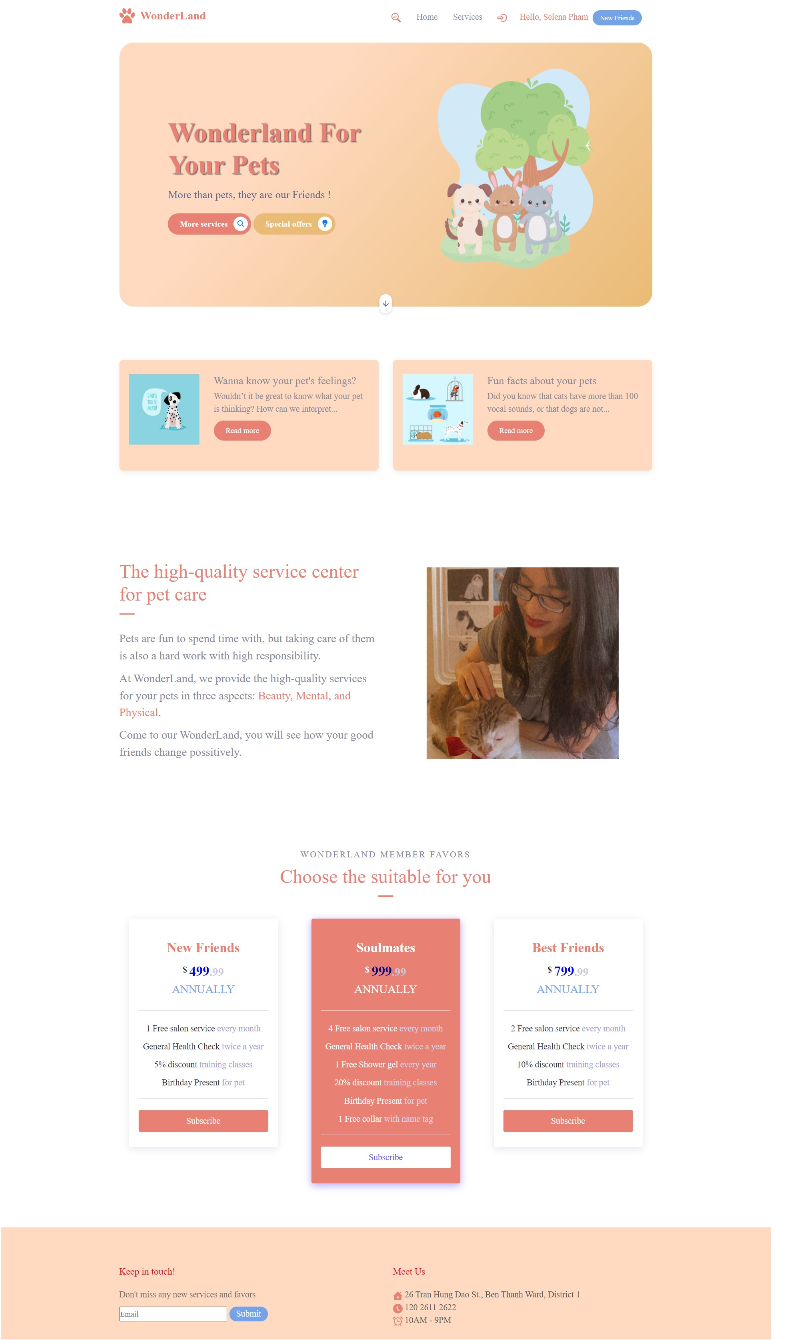 WonderLand
Home Services Hello, Selena Pham New Friends
Wonderland For
Your Pets
More than pets, they are our Friends !
More services Special offers
Wanna know your pet's feelings?
Wouldn't it be great to know what your pet
is thinking? How can we interpret...
Read more
Fun facts about your pets
Did you know that cats have more than 100
vocal sounds, or that dogs are not...
Read more
The high-quality service center
for pet care
Pets are fun to spend time with, but taking care of them
is also a hard work with high responsibility.
At WonderLand, we provide the high-quality services
for your pets in three aspects: Beauty, Mental, and
Physical.
Come to our WonderLand, you will see how your good
friends change possitively.
WONDERLAND MEMBER FAVORS
Choose the suitable for you
New Friends
$ 499.99
ANNUALLY
1 Free salon service every month
General Health Check twice a year
5% discount training classes
Birthday Present for pet
Subscribe
Soulmates
$ 999.99
ANNUALLY
4 Free salon service every month
General Health Check twice a year
1 Free Shower gel every year
20% discount training classes
Birthday Present for pet
1 Free collar with name tag
Subscribe
Best Friends
$ 799.99
ANNUALLY
2 Free salon service every month
General Health Check twice a year
10% discount training classes
Birthday Present for pet
Subscribe
Keep in touch!
Don't miss any new services and favors
Email Submit
Meet Us
26 Tran Hung Dao St., Ben Thanh Ward, District 1
120 2611 2622
10AM - 9PM